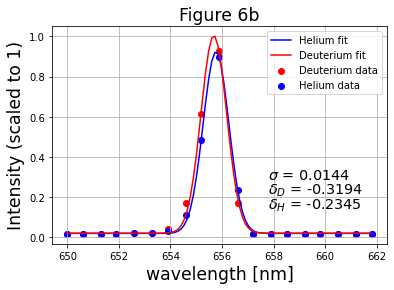 Figure 6b
Intensity (scaled to 1)
1.0
0.8
0.6
0.4
0.2
0.0
Helium fit
Deuterium fit
Deuterium data
Helium data
σ = 0.0144
δ_D = -0.3194
δ_H = -0.2345
650 652 654 656 658 660 662
wavelength [nm]